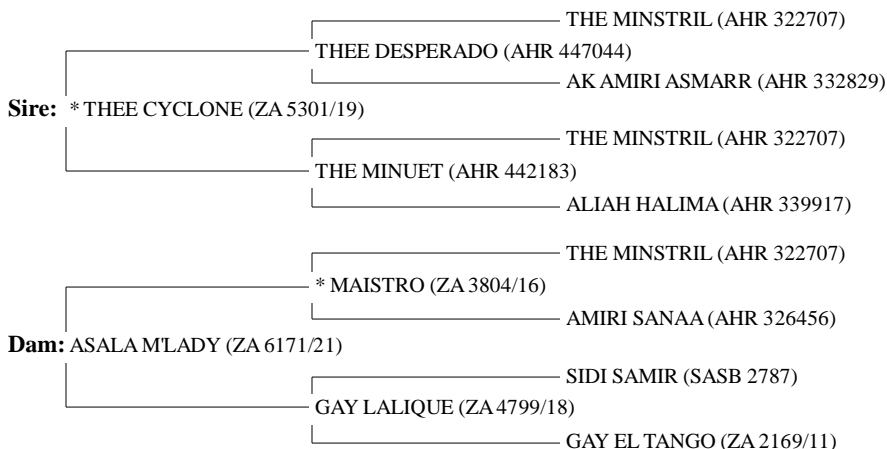 THE MINSTRIL (AHR 322707)
THEE DESPERADO (AHR 447044)
AK AMIRI ASMARR (AHR 332829)
Sire: * THEE CYCLONE (ZA 5301/19)
THE MINSTRIL (AHR 322707)
THE MINUET (AHR 442183)
ALIAH HALIMA (AHR 339917)
THE MINSTRIL (AHR 322707)
* MAISTRO (ZA 3804/16)
AMIRI SANAA (AHR 326456)
Dam: ASALA M'LADY (ZA 6171/21)
SIDI SAMIR (SASB 2787)
GAY LALIQUE (ZA 4799/18)
GAY EL TANGO (ZA 2169/11)